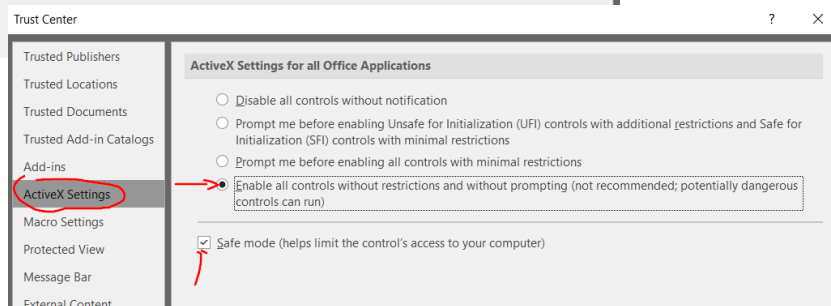 Trust Center
? ×
Trusted Publishers
Trusted Locations
Trusted Documents
Trusted Add-in Catalogs
Add-ins
ActiveX Settings
Macro Settings
Protected View
Message Bar
External Content
ActiveX Settings for all Office Applications
Disable all controls without notification
Prompt me before enabling Unsafe for Initialization (UFI) controls with additional restrictions and Safe for
Initialization (SFI) controls with minimal restrictions
Prompt me before enabling all controls with minimal restrictions
Enable all controls without restrictions and without prompting (not recommended; potentially dangerous
controls can run)
Safe mode (helps limit the control's access to your computer)